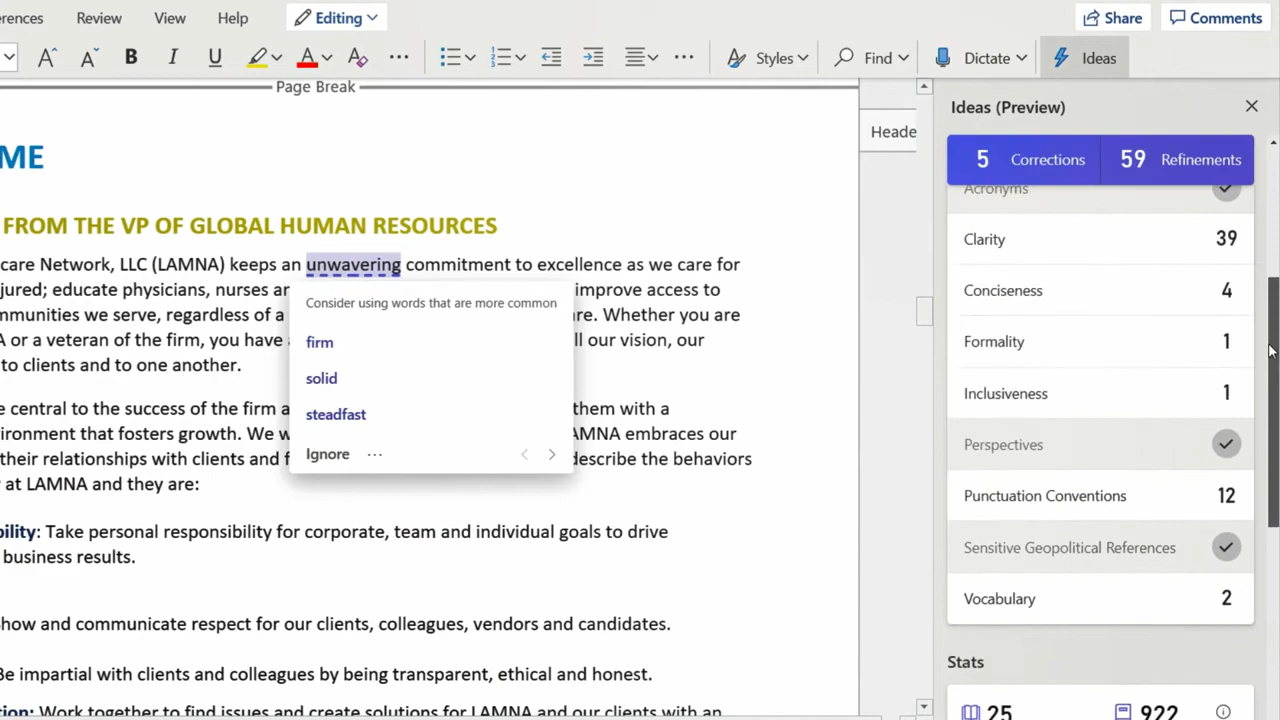 erences Review View Help Editing Share Comments
A A B I U A A ... Styles Find Dictate Ideas
Page Break
Heade
ME
FROM THE VP OF GLOBAL HUMAN RESOURCES
care Network, LLC (LAMNA) keeps an unwavering commitment to excellence as we care for
jured; educate physicians, nurses ar improve access to
mmunities we serve, regardless of a re. Whether you are
A or a veteran of the firm, you have a ll our vision, our
to clients and to one another.
Consider using words that are more common
firm
solid
steadfast
Ignore ...
e central to the success of the firm a them with a
ironment that fosters growth. We w AMNA embraces our
their relationships with clients and f describe the behaviors
y at LAMNA and they are:
bility: Take personal responsibility for corporate, team and individual goals to drive
business results.
Show and communicate respect for our clients, colleagues, vendors and candidates.
Be impartial with clients and colleagues by being transparent, ethical and honest.
tion: Work together to find issues and create solutions for LAMNA and our clients with an
Ideas (Preview)
5 Corrections 59 Refinements
Acronyms
Clarity 39
Conciseness 4
Formality 1
Inclusiveness 1
Perspectives
Punctuation Conventions 12
Sensitive Geopolitical References
Vocabulary 2
Stats
25 922